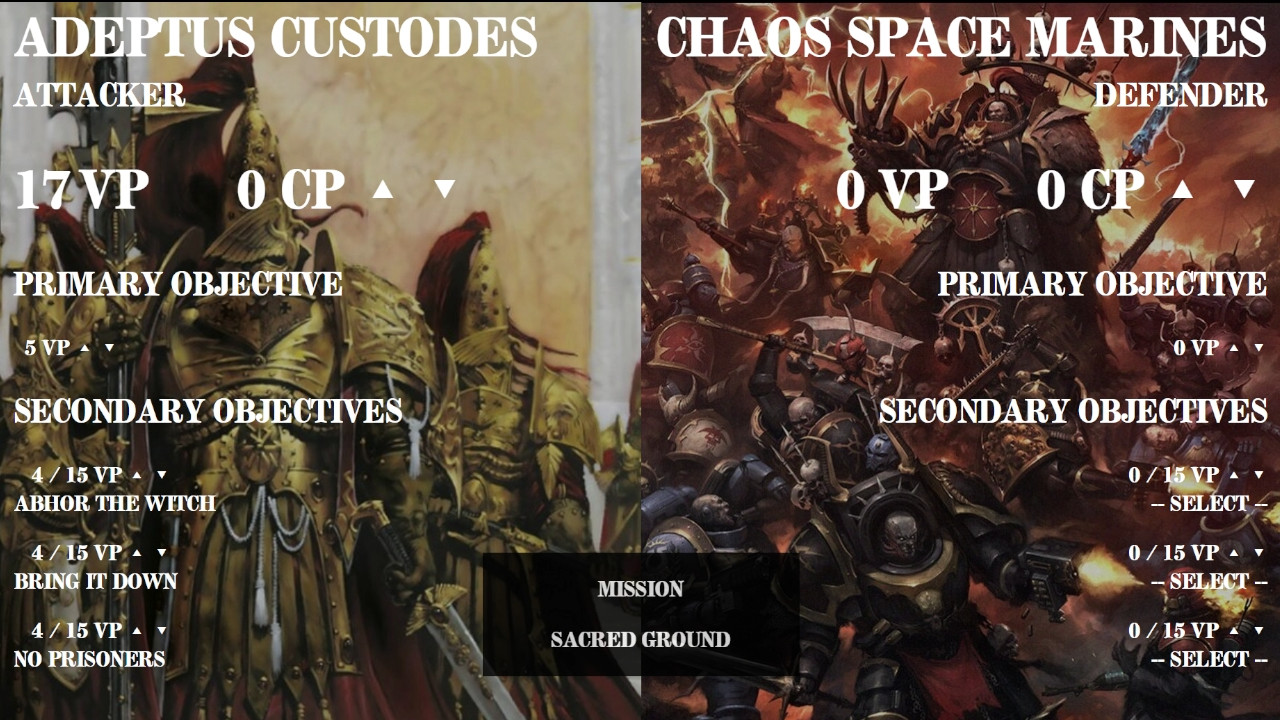 ADEPTUS CUSTODES
ATTACKER
17 VP 0 CP ▲ ▼
PRIMARY OBJECTIVE
5 VP ▲ ▼
SECONDARY OBJECTIVES
4 / 15 VP ▲ ▼
ABHOR THE WITCH
4 / 15 VP ▲ ▼
BRING IT DOWN
4 / 15 VP ▲ ▼
NO PRISONERS
CHAOS SPACE MARINES
DEFENDER
0 VP 0 CP ▲ ▼
PRIMARY OBJECTIVE
0 VP ▲ ▼
SECONDARY OBJECTIVES
0 / 15 VP ▲ ▼
-- SELECT --
0 / 15 VP ▲ ▼
-- SELECT --
0 / 15 VP ▲ ▼
-- SELECT --
MISSION
SACRED GROUND